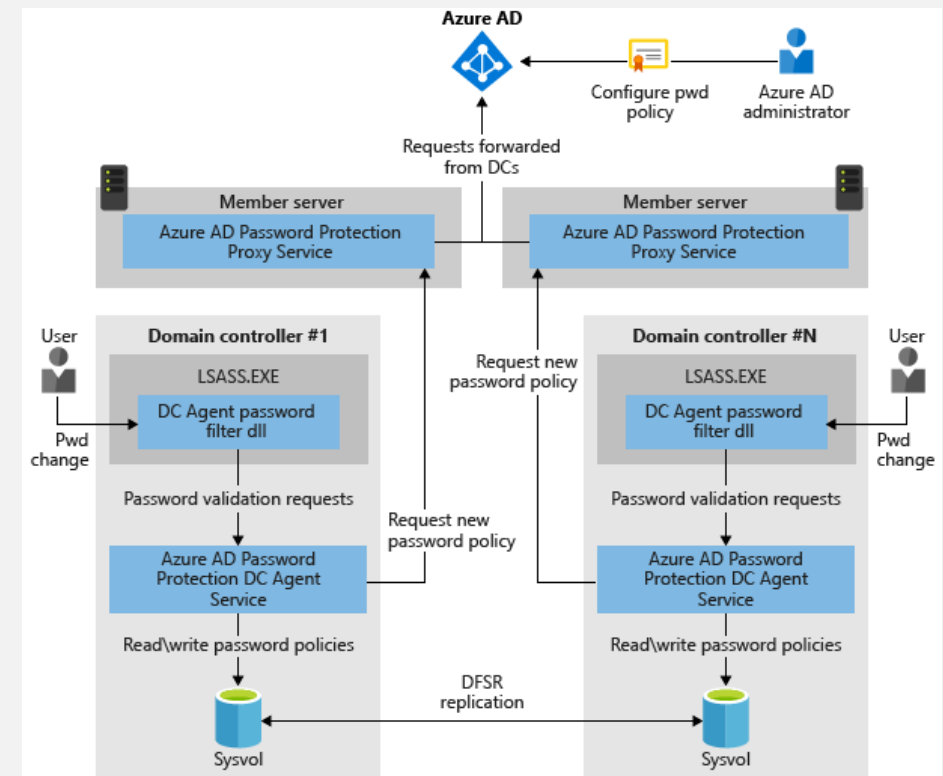 Azure AD
Configure pwd
policy
Azure AD
administrator
Requests forwarded
from DCs
Member server
Azure AD Password Protection
Proxy Service
Member server
Azure AD Password Protection
Proxy Service
User
Pwd
change
Domain controller #1
LSASS.EXE
DC Agent password
filter dll
Password validation requests
Azure AD Password
Protection DC Agent
Service
Read\write password policies
Sysvol
Request new
password policy
Request new
password policy
DFSR
replication
Domain controller #N
LSASS.EXE
DC Agent password
filter dll
Password validation requests
Azure AD Password
Protection DC Agent
Service
Read\write password policies
Sysvol
User
Pwd
change